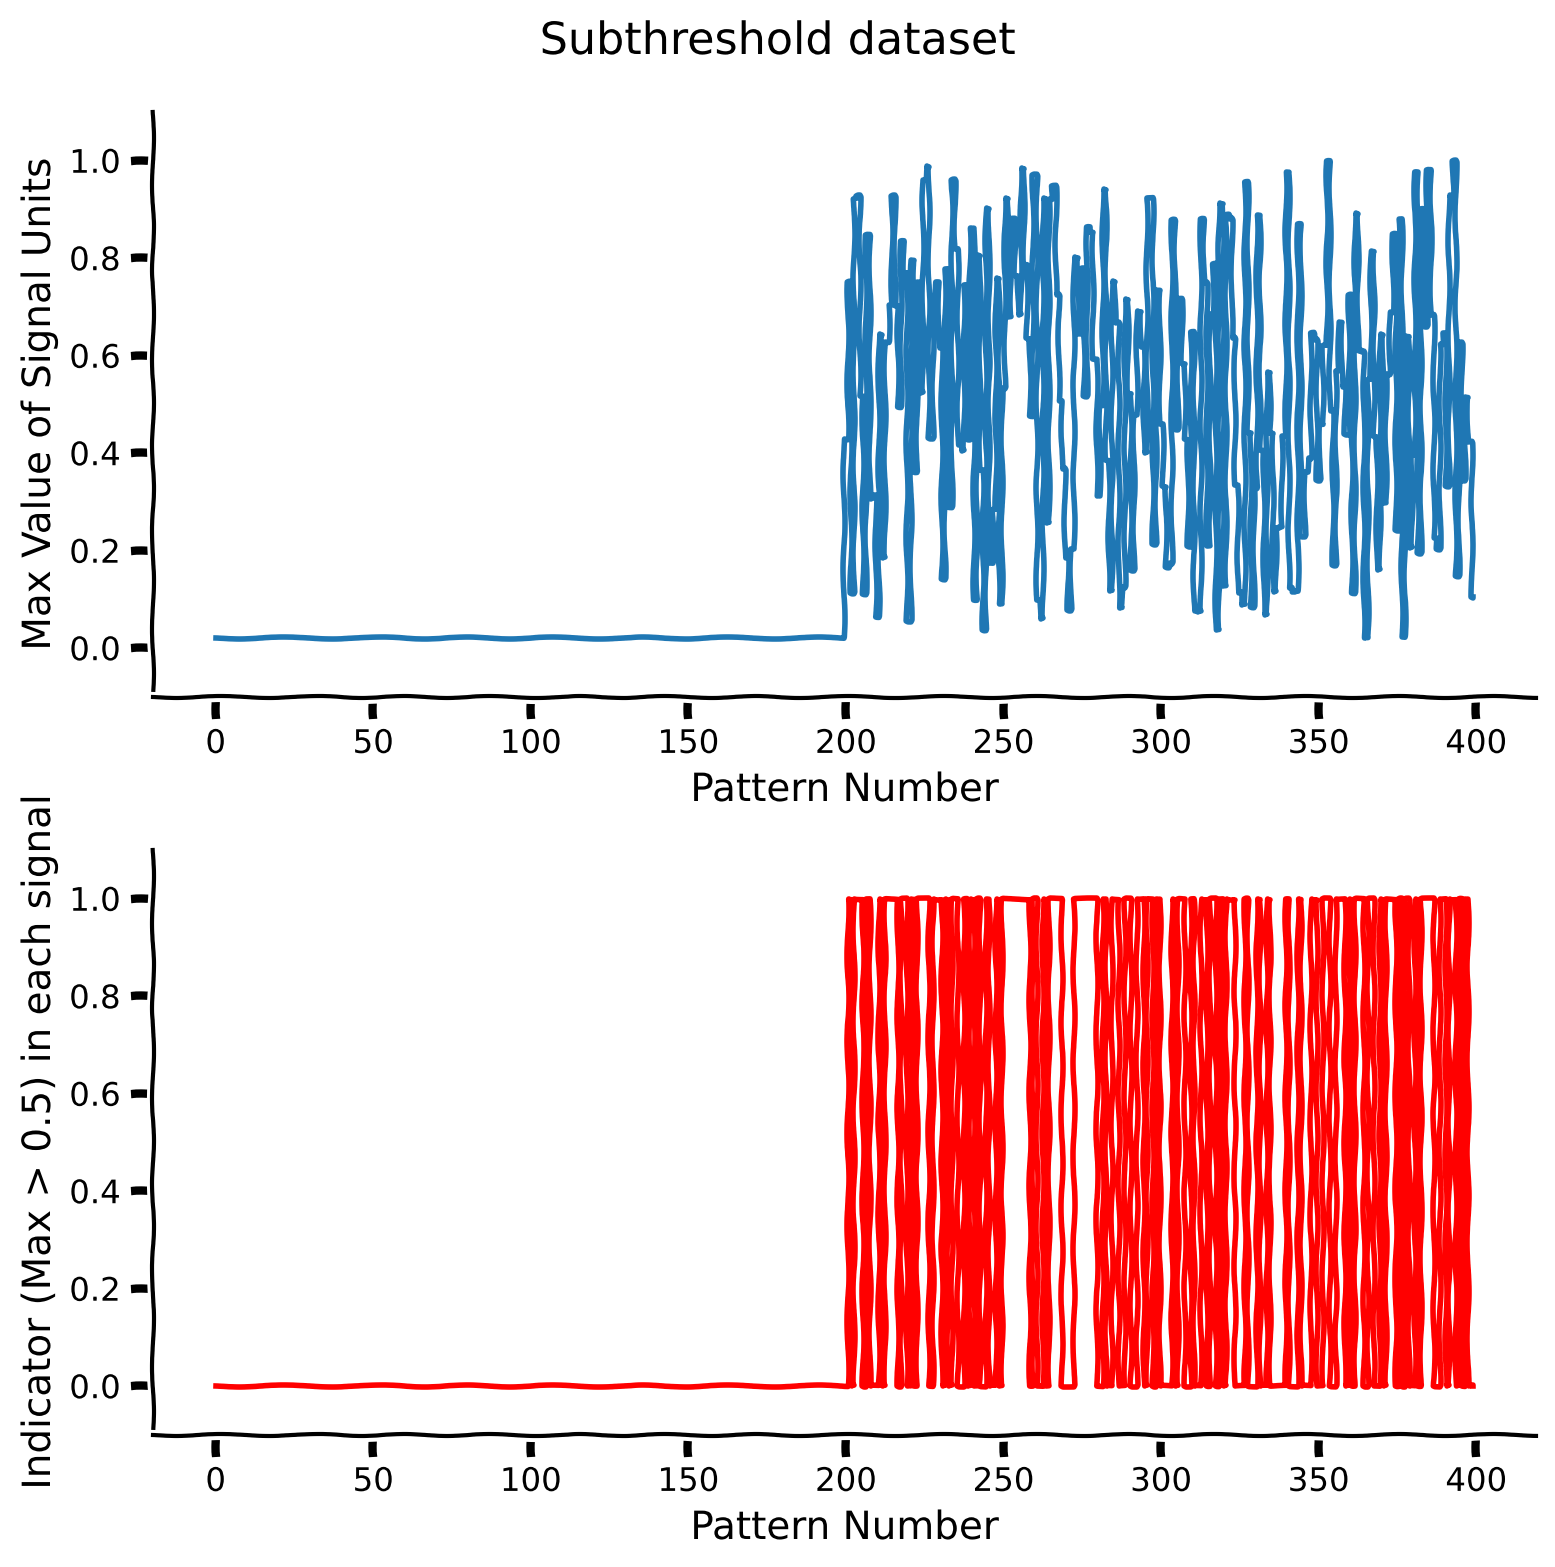 Subthreshold dataset
Max Value of Signal Units
1.0
0.8
0.6
0.4
0.2
0.0
0 50 100 150 200 250 300 350 400
Pattern Number
Indicator (Max > 0.5) in each signal
1.0
0.8
0.6
0.4
0.2
0.0
0 50 100 150 200 250 300 350 400
Pattern Number